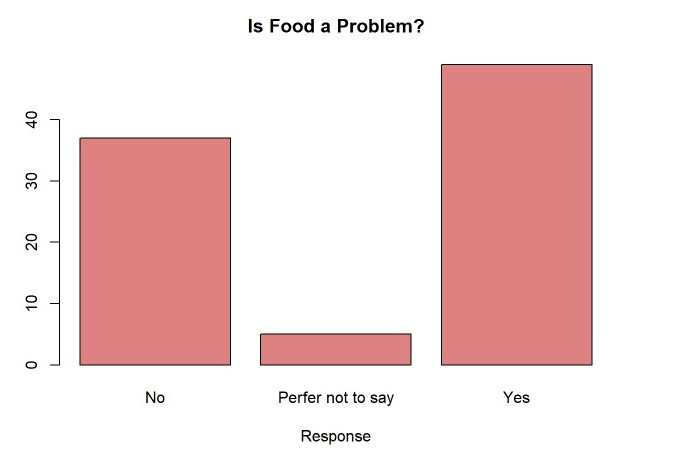 Is Food a Problem?
40
30
20
10
0
No
Perfer not to say
Yes
Response